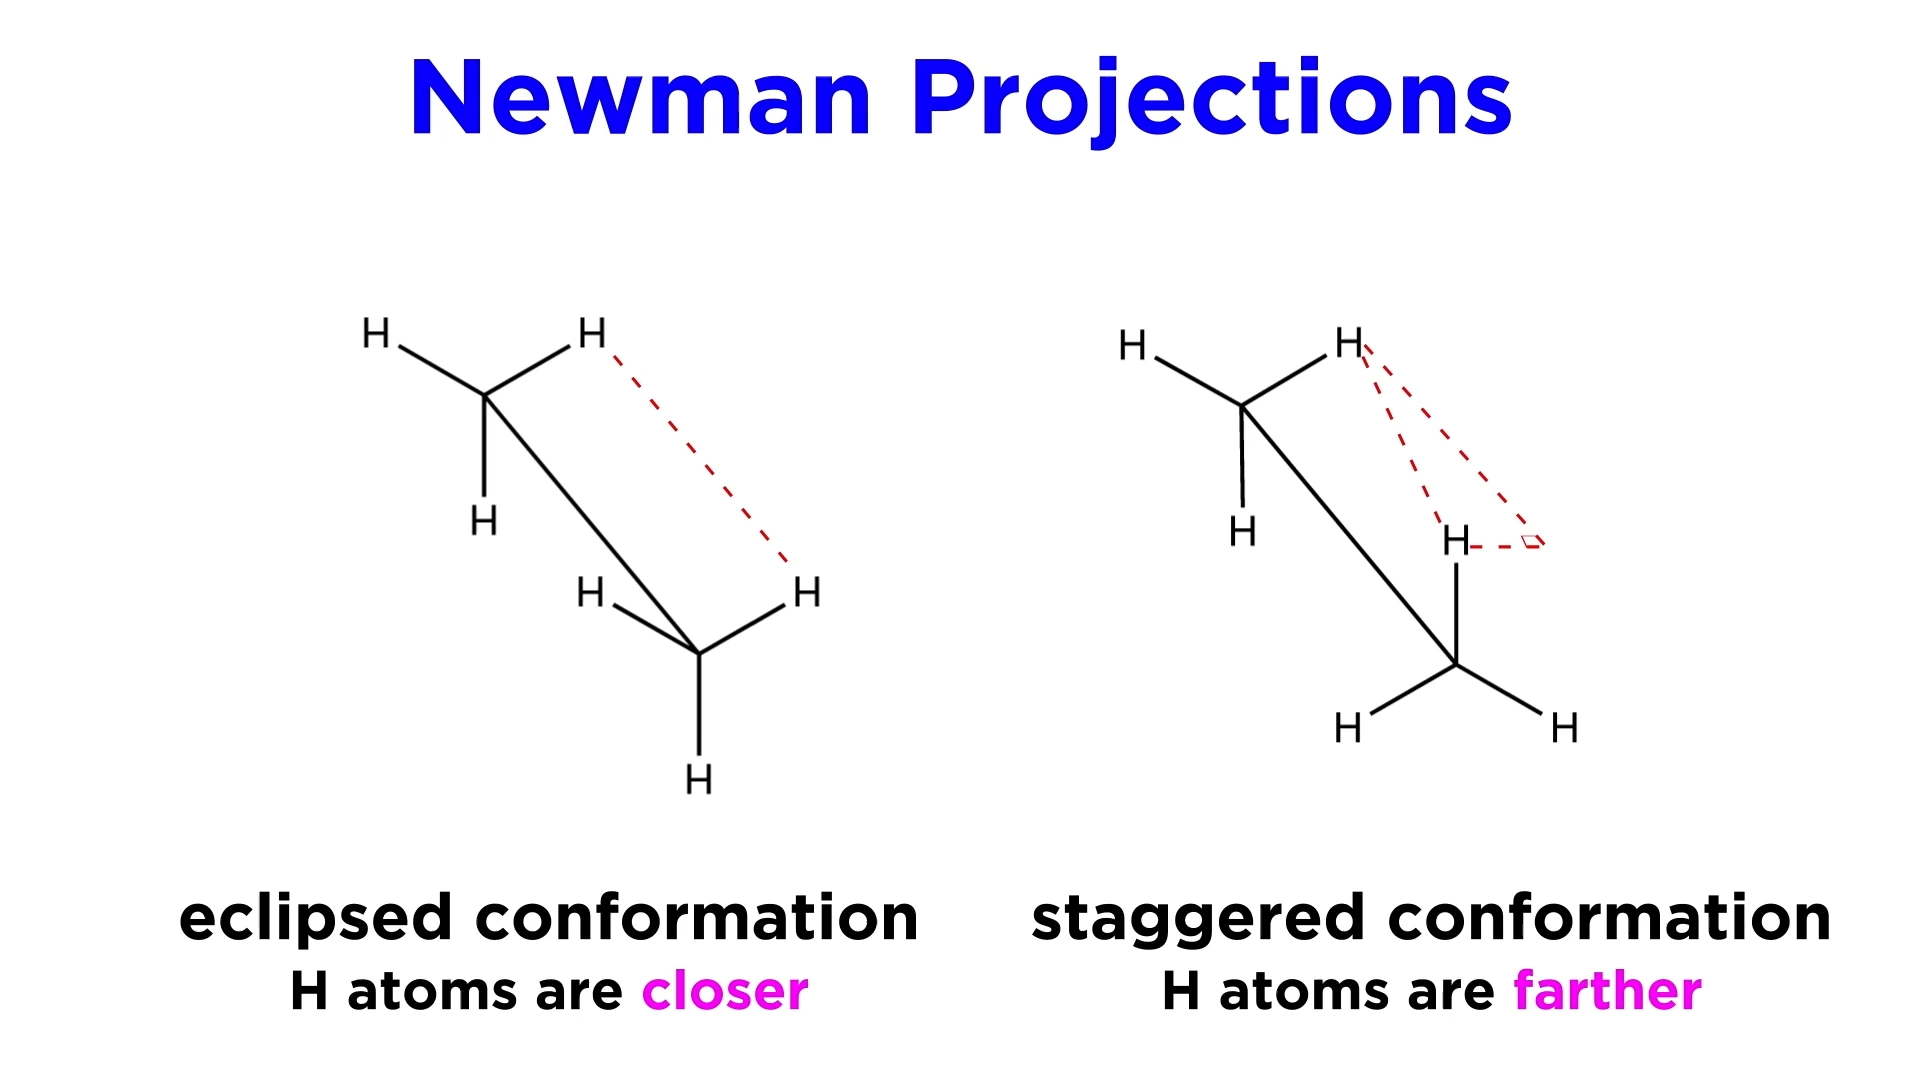 Newman Projections
H H H H
H H
H H H
H H H
eclipsed conformation staggered conformation
H atoms are closer H atoms are farther